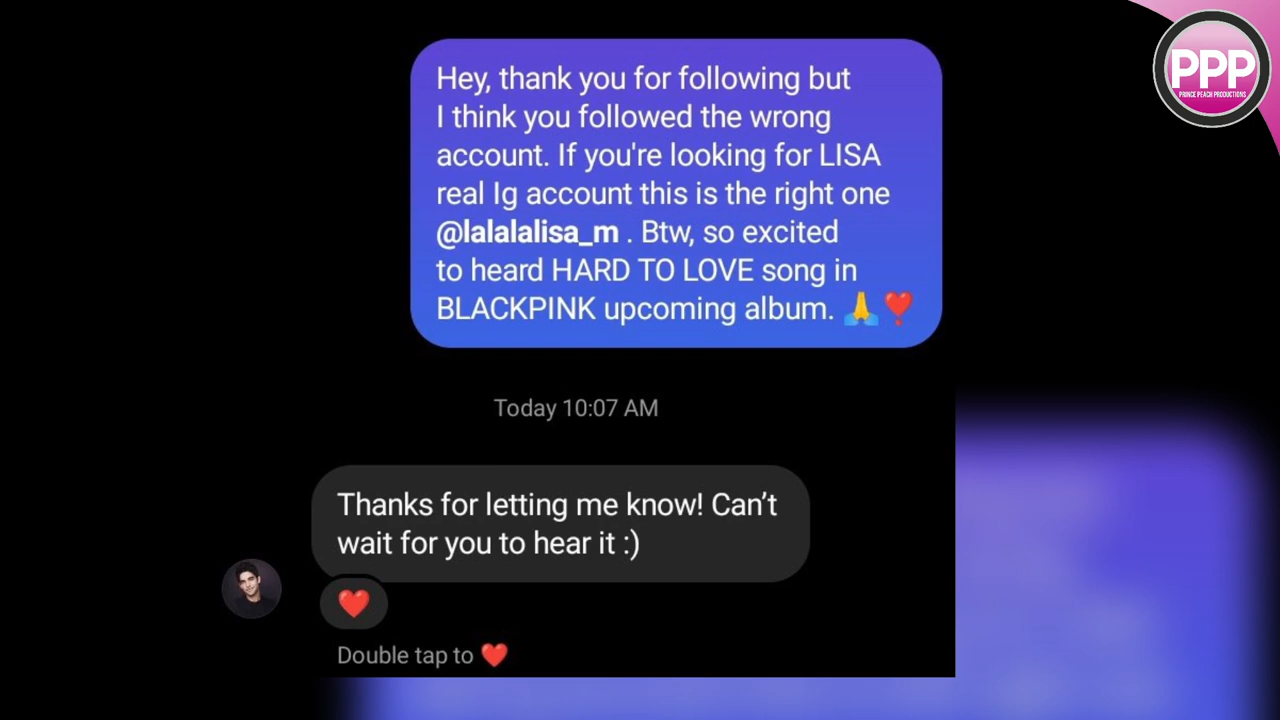 PPP
PRINCE PEACH PRODUCTIONS
Hey, thank you for following but
I think you followed the wrong
account. If you're looking for LISA
real Ig account this is the right one
@lalalalisa_m . Btw, so excited
to heard HARD TO LOVE song in
BLACKPINK upcoming album. 🙏❣️
Today 10:07 AM
Thanks for letting me know! Can’t
wait for you to hear it :)
❤️
Double tap to ❤️